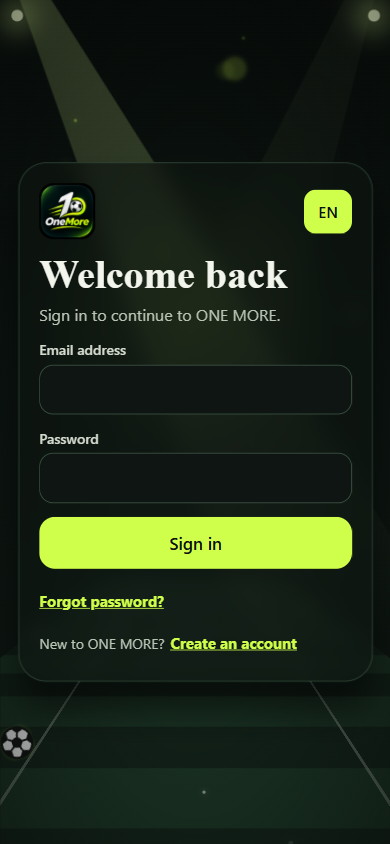 1
OneMore
EN
Welcome back
Sign in to continue to ONE MORE.
Email address
Password
Sign in
Forgot password?
New to ONE MORE? Create an account